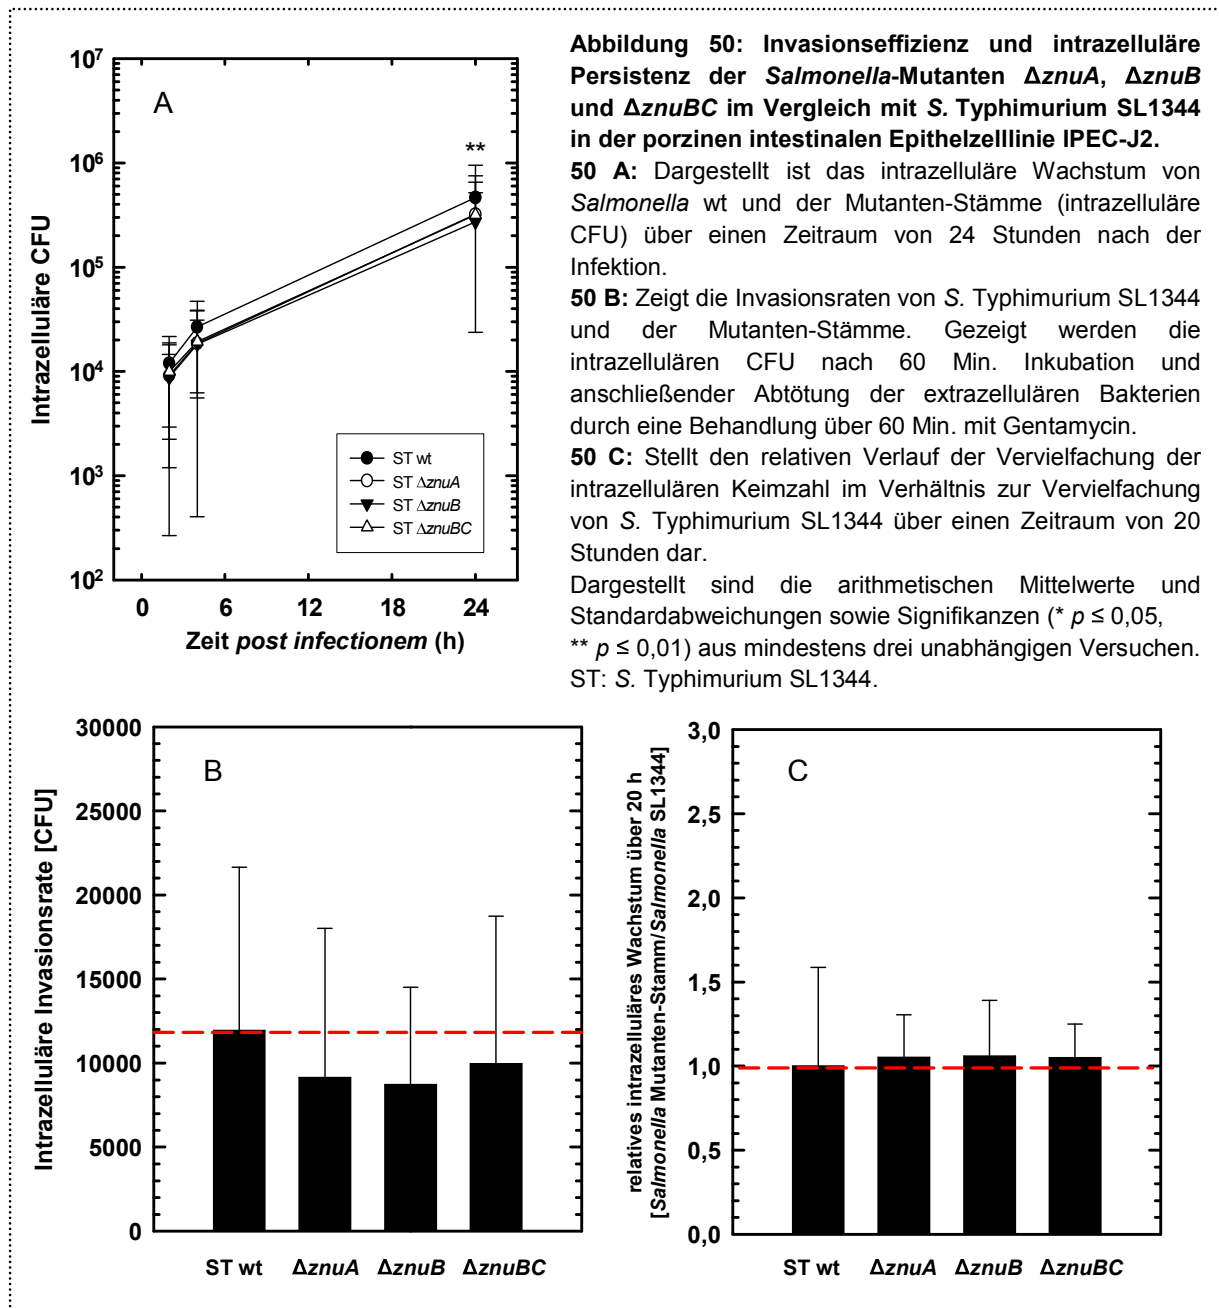 10⁷
10⁶
10⁵
10⁴
10³
10²
Intrazelluläre CFU
A
**
ST wt
ST ΔznuA
ST ΔznuB
ST ΔznuBC
0 6 12 18 24
Zeit post infectionem (h)
Abbildung 50: Invasionseffizienz und intrazelluläre
Persistenz der Salmonella-Mutanten ΔznuA, ΔznuB
und ΔznuBC im Vergleich mit S. Typhimurium SL1344
in der porzinen intestinalen Epithelzelllinie IPEC-J2.
50 A: Dargestellt ist das intrazelluläre Wachstum von
Salmonella wt und der Mutanten-Stämme (intrazelluläre
CFU) über einen Zeitraum von 24 Stunden nach der
Infektion.
50 B: Zeigt die Invasionsraten von S. Typhimurium SL1344
und der Mutanten-Stämme. Gezeigt werden die
intrazellulären CFU nach 60 Min. Inkubation und
anschließender Abtötung der extrazellulären Bakterien
durch eine Behandlung über 60 Min. mit Gentamycin.
50 C: Stellt den relativen Verlauf der Vervielfachung der
intrazellulären Keimzahl im Verhältnis zur Vervielfachung
von S. Typhimurium SL1344 über einen Zeitraum von 20
Stunden dar.
Dargestellt sind die arithmetischen Mittelwerte und
Standardabweichungen sowie Signifikanzen (* p ≤ 0,05,
** p ≤ 0,01) aus mindestens drei unabhängigen Versuchen.
ST: S. Typhimurium SL1344.
30000
25000
20000
15000
10000
5000
0
Intrazelluläre Invasionsrate [CFU]
B
ST wt ΔznuA ΔznuB ΔznuBC
3,0
2,5
2,0
1,5
1,0
0,5
0,0
relatives intrazelluläres Wachstum über 20 h
[Salmonella Mutanten-Stamm/Salmonella SL1344]
C
ST wt ΔznuA ΔznuB ΔznuBC